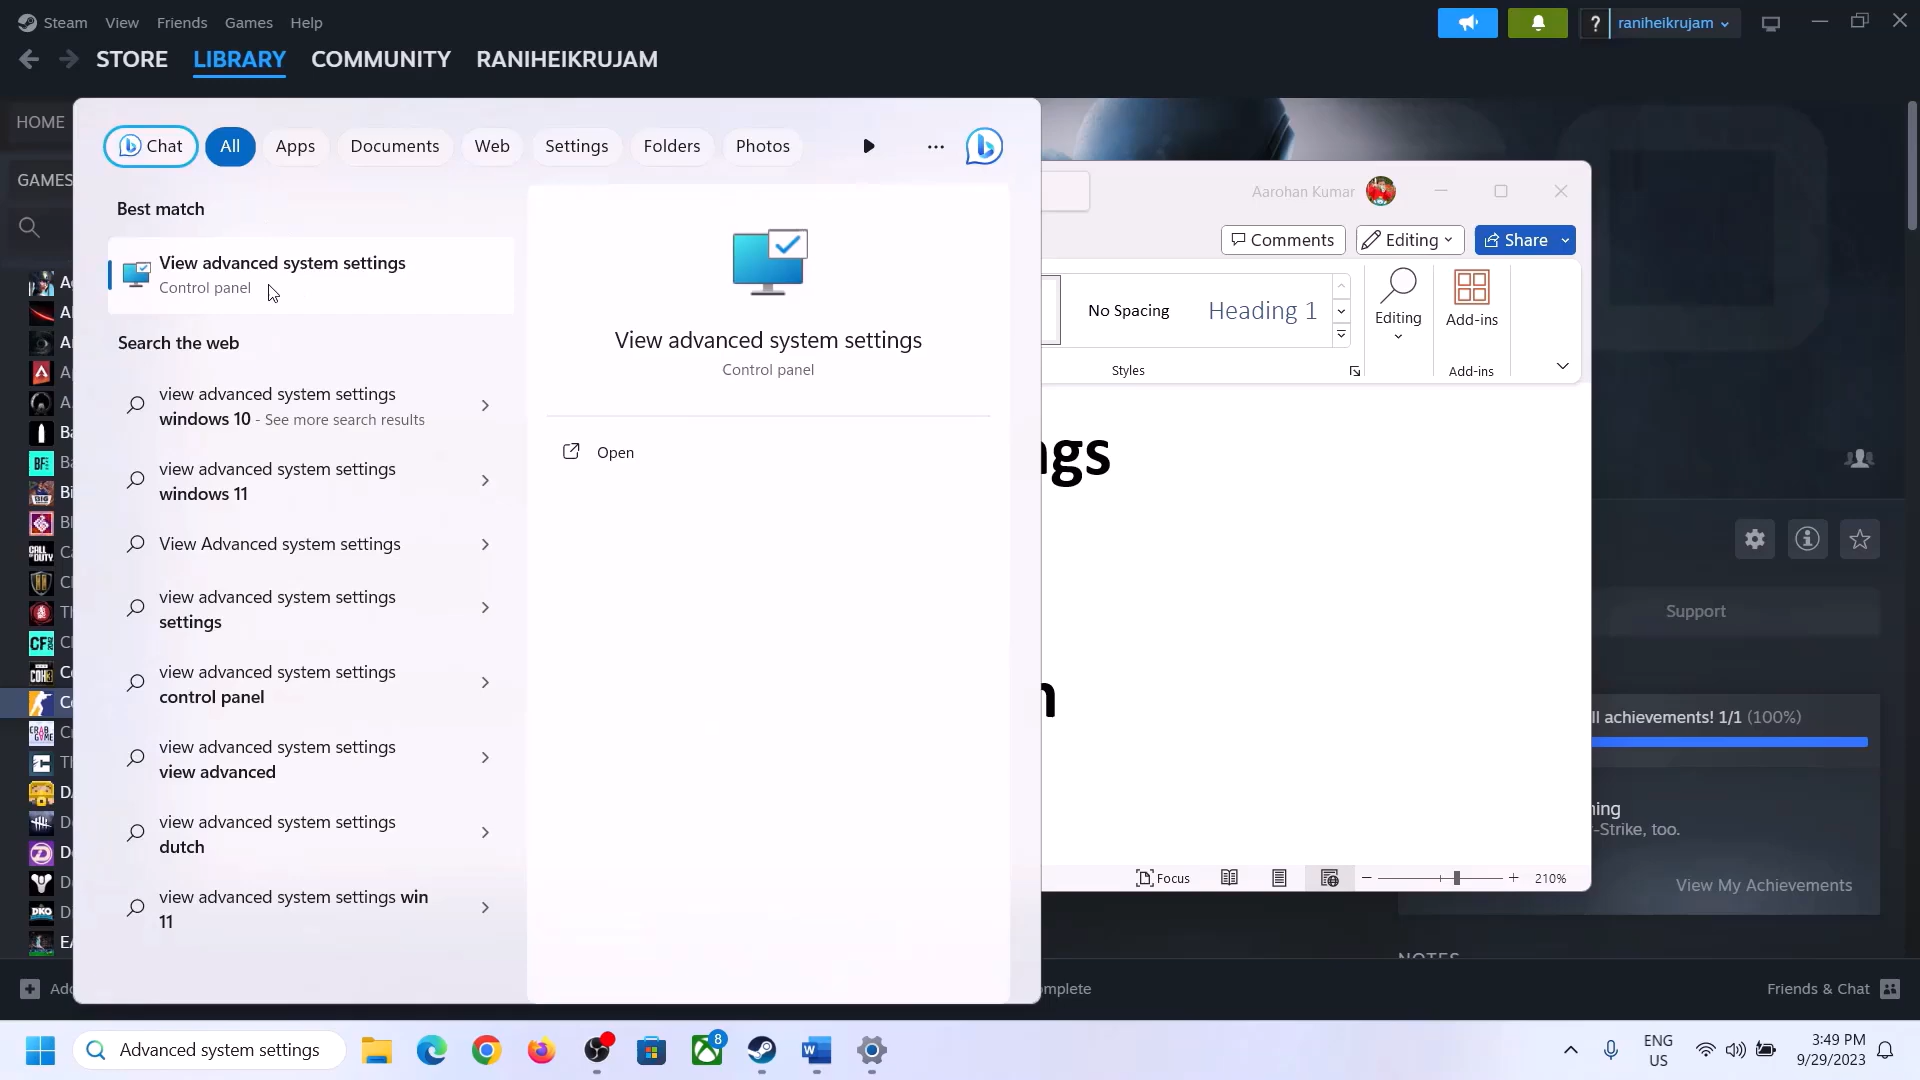 Steam View Friends Games Help
raniheikrujam
STORE LIBRARY COMMUNITY RANIHEIKRUJAM
HOME
GAMES
Chat All Apps Documents Web Settings Folders Photos
Best match
View advanced system settings
Control panel
Search the web
view advanced system settings
windows 10 - See more search results
view advanced system settings
windows 11
View Advanced system settings
view advanced system settings
settings
view advanced system settings
control panel
view advanced system settings
view advanced
view advanced system settings
dutch
view advanced system settings win
11
View advanced system settings
Control panel
Open
Aarohan Kumar
Comments Editing Share
No Spacing Heading 1
Editing
Add-ins
Styles
Add-ins
ngs
n
Focus
210%
Support
ll achievements! 1/1 (100%)
ning
-Strike, too.
View My Achievements
NOTES
Add
mplete
Friends & Chat
Advanced system settings
8
ENG
US
3:49 PM
9/29/2023